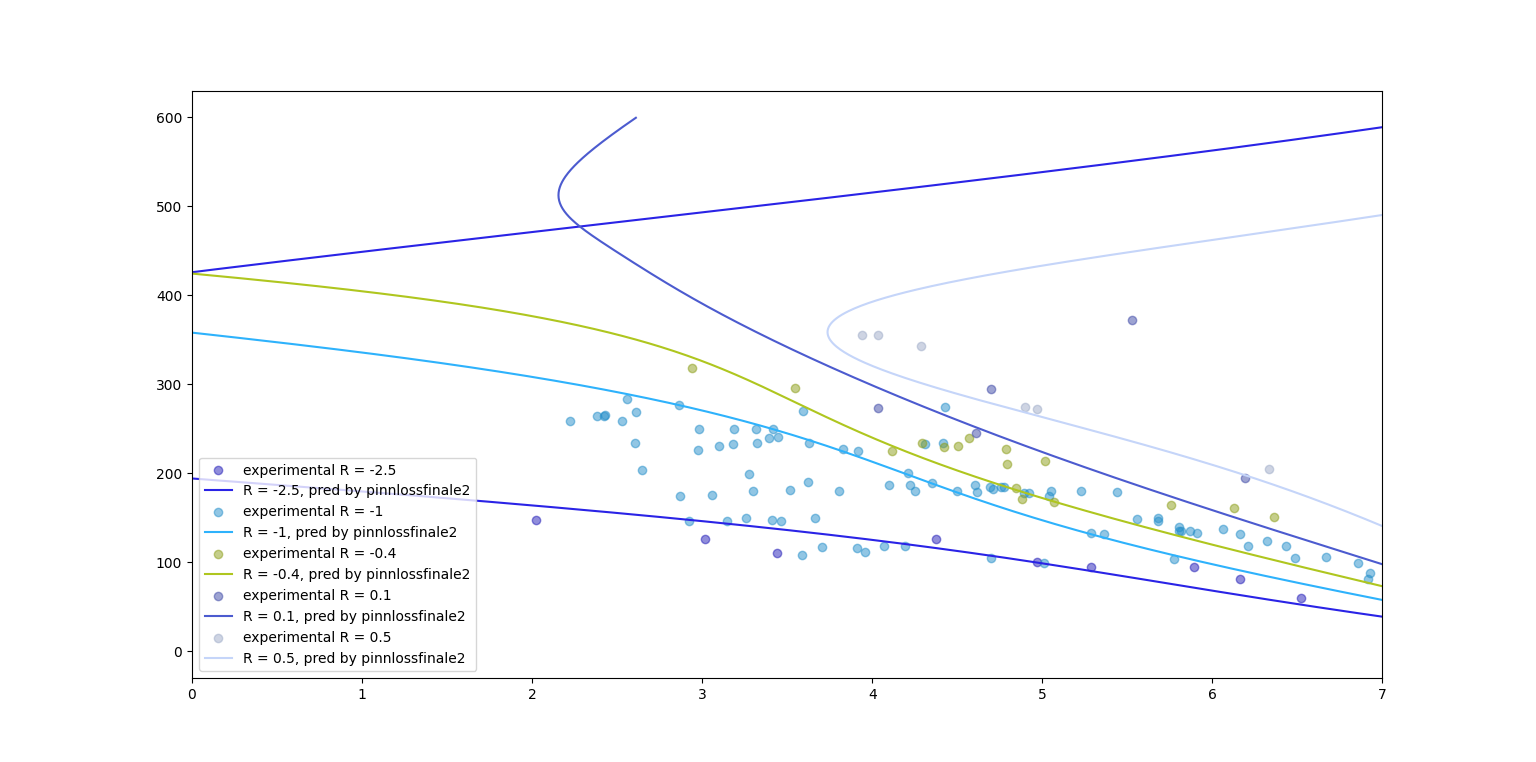 600
500
400
300
200
100
0
experimental R = -2.5
R = -2.5, pred by pinnlossfinale2
experimental R = -1
R = -1, pred by pinnlossfinale2
experimental R = -0.4
R = -0.4, pred by pinnlossfinale2
experimental R = 0.1
R = 0.1, pred by pinnlossfinale2
experimental R = 0.5
R = 0.5, pred by pinnlossfinale2
0 1 2 3 4 5 6 7